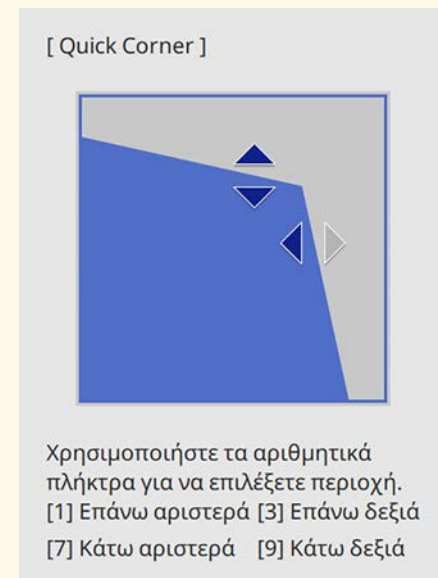 [ Quick Corner ]
Χρησιμοποιήστε τα αριθμητικά
πλήκτρα για να επιλέξετε περιοχή.
[1] Επάνω αριστερά [3] Επάνω δεξιά
[7] Κάτω αριστερά [9] Κάτω δεξιά